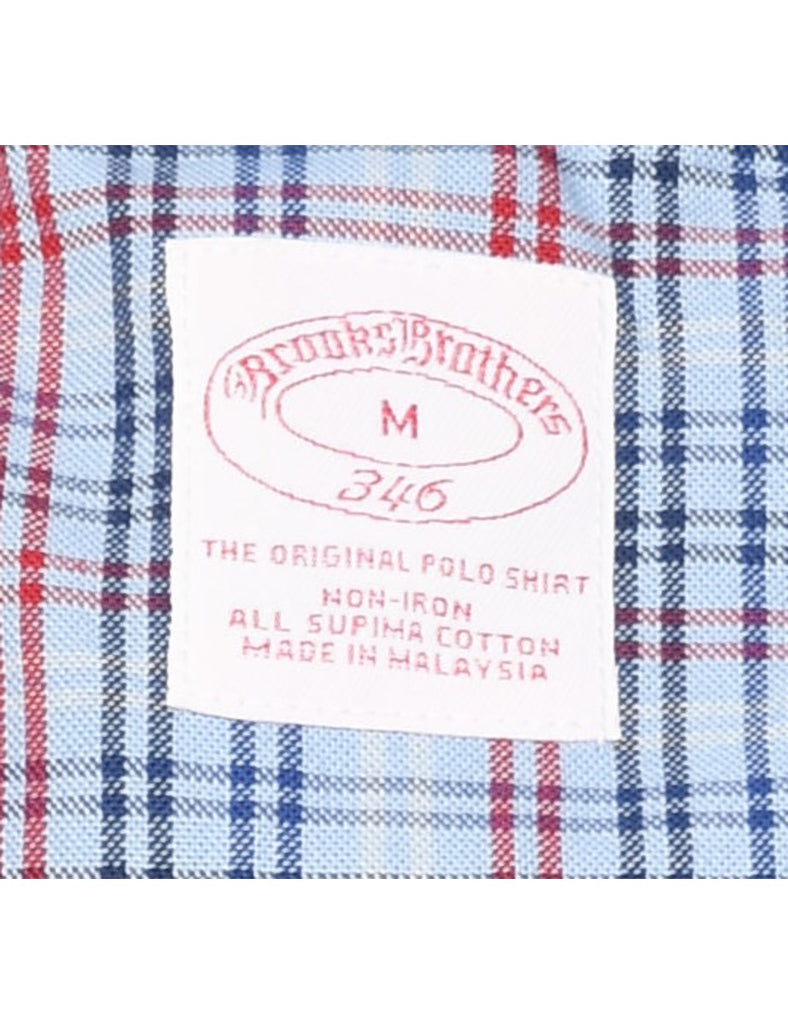 Brooks Brothers
M
346
THE ORIGINAL POLO SHIRT
NON-IRON
ALL SUPIMA COTTON
MADE IN MALAYSIA